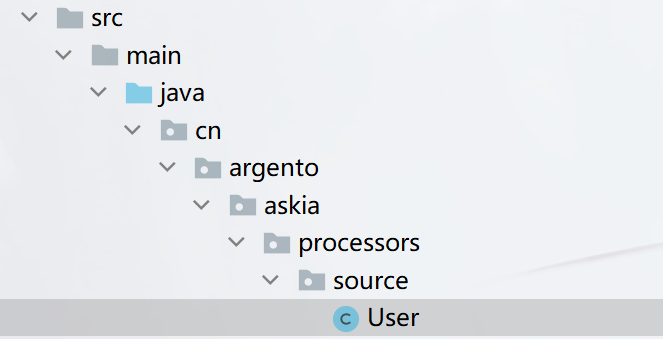 src
main
java
cn
argento
askia
processors
source
C User